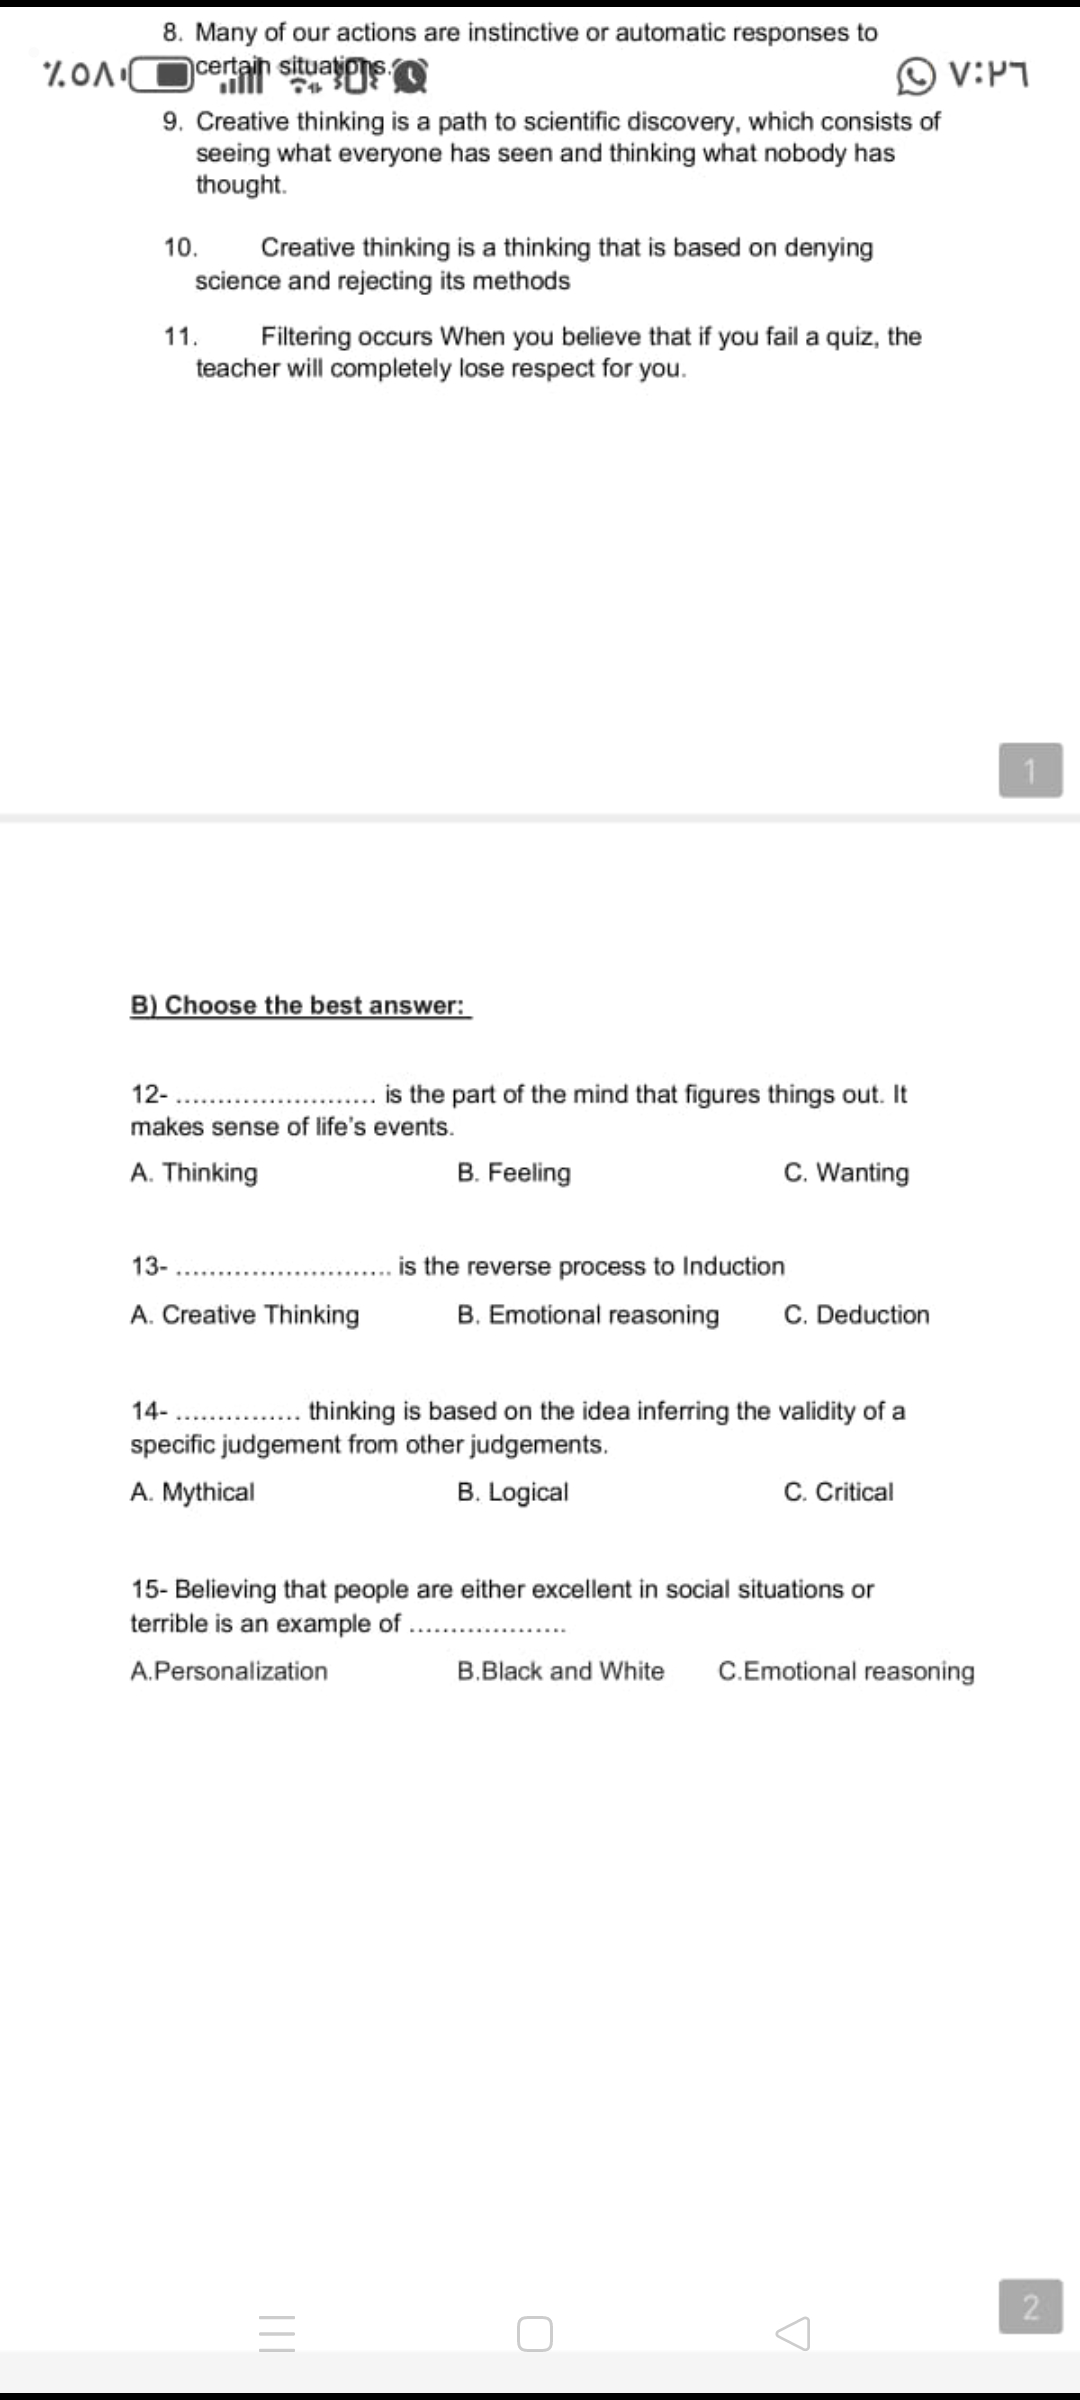 8. Many of our actions are instinctive or automatic responses to
certain situations.
٪٥٨
٧:٢٦
9. Creative thinking is a path to scientific discovery, which consists of
seeing what everyone has seen and thinking what nobody has
thought.
10. Creative thinking is a thinking that is based on denying
science and rejecting its methods
11. Filtering occurs When you believe that if you fail a quiz, the
teacher will completely lose respect for you.
1
B) Choose the best answer:
12- ........................ is the part of the mind that figures things out. It
makes sense of life's events.
A. Thinking B. Feeling C. Wanting
13- .......................... is the reverse process to Induction
A. Creative Thinking B. Emotional reasoning C. Deduction
14- ............... thinking is based on the idea inferring the validity of a
specific judgement from other judgements.
A. Mythical B. Logical C. Critical
15- Believing that people are either excellent in social situations or
terrible is an example of ...................
A.Personalization B.Black and White C.Emotional reasoning
2